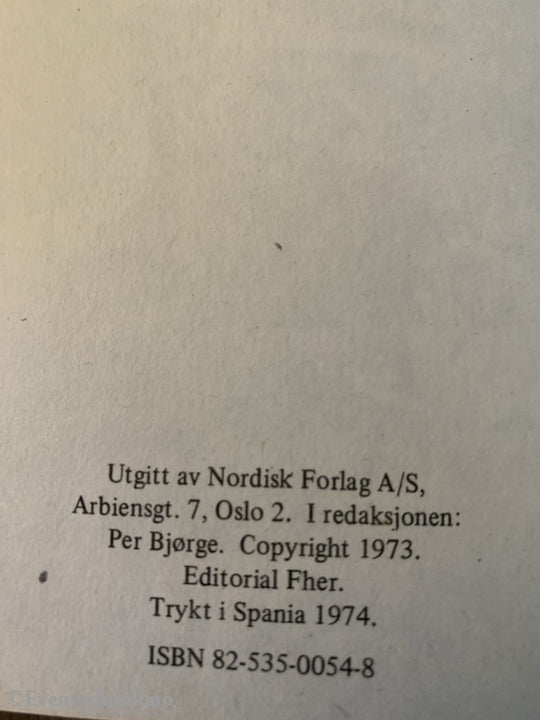 Utgitt av Nordisk Forlag A/S,
Arbiensgt. 7, Oslo 2. I redaksjonen:
Per Bjørge. Copyright 1973.
Editorial Fher.
Trykt i Spania 1974.
ISBN 82-535-0054-8